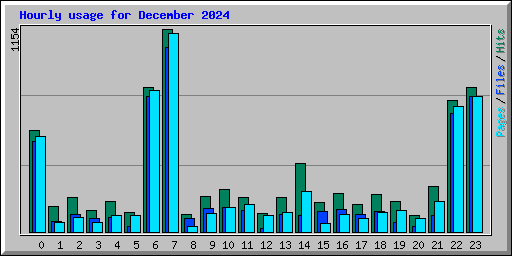 Hourly usage for December 2024
1154
Pages/Files/Hits
0 1 2 3 4 5 6 7 8 9 10 11 12 13 14 15 16 17 18 19 20 21 22 23